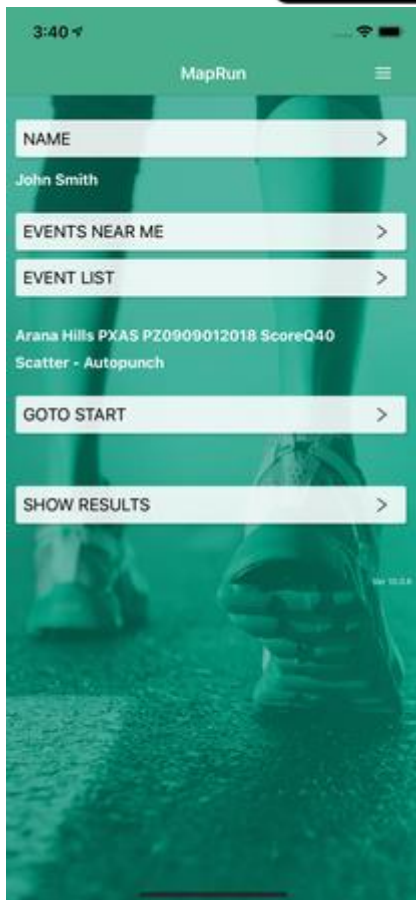 3:40
MapRun
NAME
John Smith
EVENTS NEAR ME
EVENT LIST
Arana Hills PXAS PZ0909012018 ScoreQ40
Scatter - Autopunch
GOTO START
SHOW RESULTS